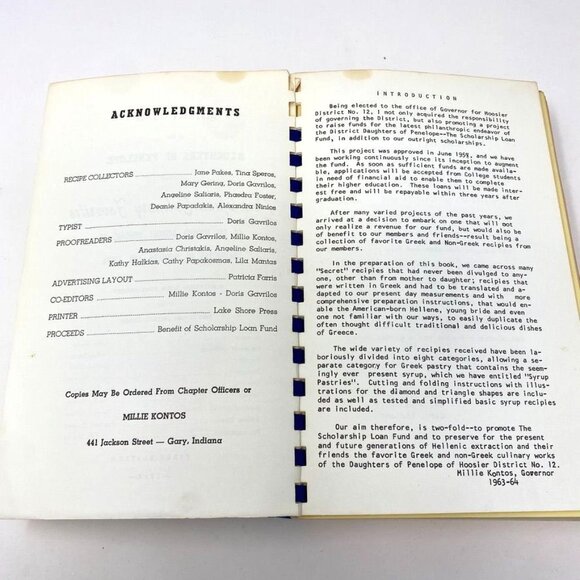 ACKNOWLEDGMENTS
RECIPE COLLECTORS Jane Pakes, Tina Speros,
Mary Gerina, Doris Gavrilos,
Angeline Saliaris, Phaedra Foster,
Deanie Papadakis, Alexandra Ninios
TYPIST Doris Gavrilos
PROOFREADERS Doris Gavrilos, Millie Kontos,
Anastasia Christakis, Angeline Saliaris,
Kathy Halkias, Cathy Papakosmas, Lila Mantas
ADVERTISING LAYOUT Patricia Farris
CO-EDITORS Millie Kontos - Doris Gavrilos
PRINTER Lake Shore Press
PROCEEDS Benefit of Scholarship Loan Fund
Copies May Be Ordered From Chapter Officers or
MILLIE KONTOS
441 Jackson Street — Gary, Indiana
INTRODUCTION
Being elected to the office of Governor for Hoosier
District No. 12, I not only acquired the responsibility
of governing the District, but also promoting a project
to raise funds for the latest philanthropic endeavor of
the District Daughters of Penelope--The Scholarship Loan
Fund, in addition to our outright scholarships.
This project was approved in June 1959, and we have
been working continuously since its inception to augment
the fund. As soon as sufficient funds are made avail-
able, applications will be accepted from College students
in need of financial aid to enable them to complete
their higher education. These loans will be made inter-
est free and will be repayable within three years after
graduation.
After many varied projects of the past years, we
arrived at a decision to embark on one that will not
only realize a revenue for our fund, but would also be
of benefit to our members and friends--result being a
collection of favorite Greek and Non-Greek recipies from
our members.
In the preparation of this book, we came across many
"Secret" recipies that had never been divulged to any-
one, other than from mother to daughter; recipies that
were written in Greek and had to be translated and a-
dapted to our present day measurements and with more
comprehensive preparation instructions, that would en-
able the American-born Hellene, young bride and even
one not familiar with our ways, to easily duplicate the
often thought difficult traditional and delicious dishes
of Greece.
The wide variety of recipies received have been la-
boriously divided into eight categories, allowing a se-
parate category for Greek pastry that contains the seem-
ingly ever present syrup, which we have entitled "Syrup
Pastries". Cutting and folding instructions with illus-
trations for the diamond and triangle shapes are includ-
ed as well as tested and simplified basic syrup recipies
are included.
Our aim therefore, is two-fold--to promote The
Scholarship Loan Fund and to preserve for the present
and future generations of Hellenic extraction and their
friends the favorite Greek and non-Greek culinary works
of the Daughters of Penelope of Hoosier District No. 12.
Millie Kontos, Governor
1963-64